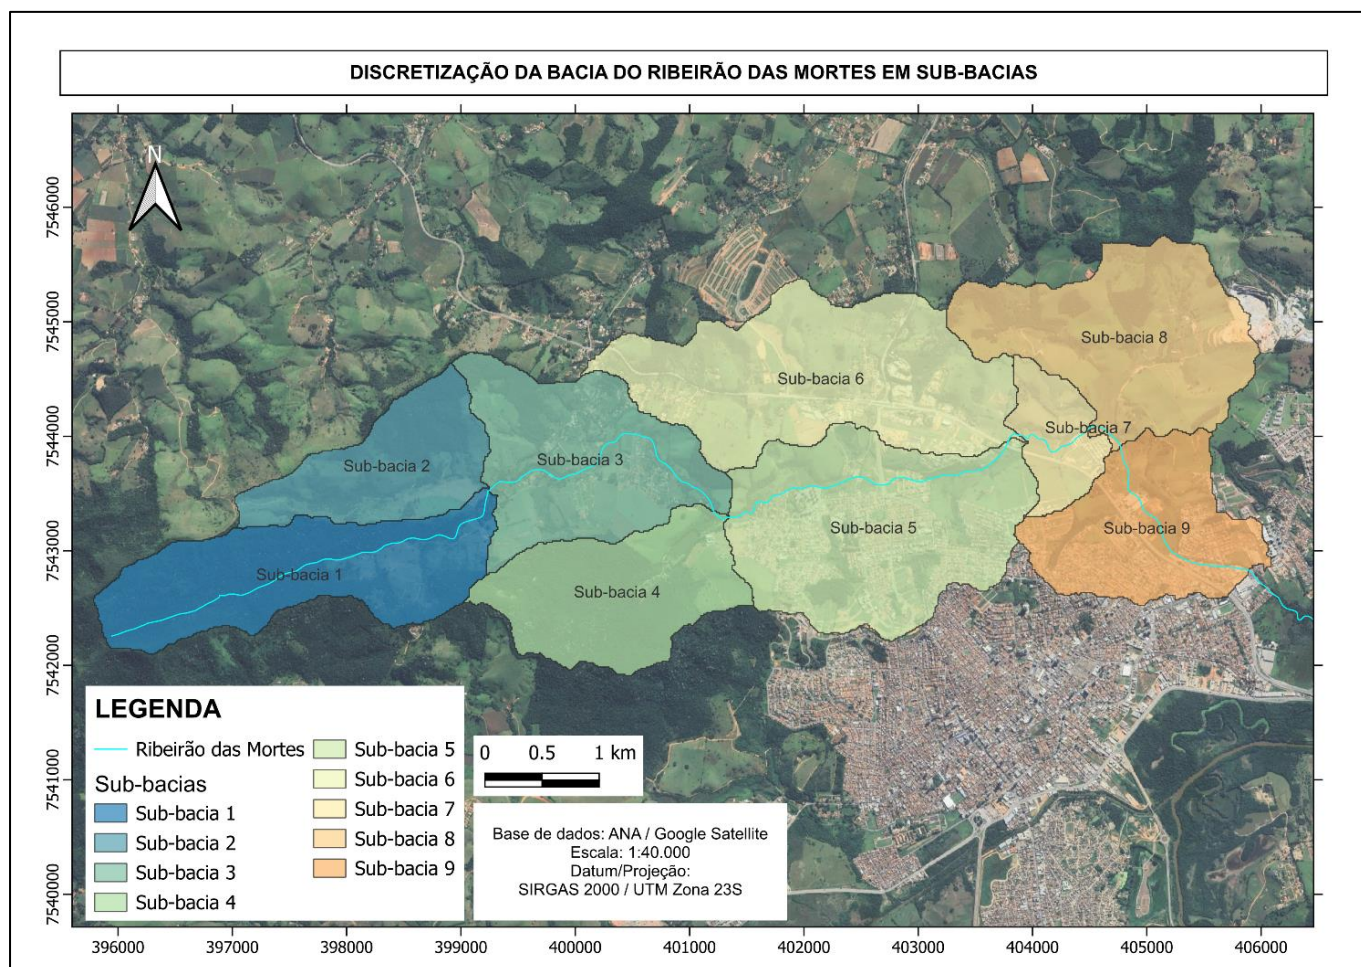 DISCRETIZAÇÃO DA BACIA DO RIBEIRÃO DAS MORTES EM SUB-BACIAS
N
7546000
7545000
7544000
7543000
7542000
7541000
7540000
Sub-bacia 8
Sub-bacia 6
Sub-bacia 7
Sub-bacia 3
Sub-bacia 2
Sub-bacia 5
Sub-bacia 9
Sub-bacia 1
Sub-bacia 4
LEGENDA
Ribeirão das Mortes
Sub-bacias
Sub-bacia 1
Sub-bacia 2
Sub-bacia 3
Sub-bacia 4
Sub-bacia 5
Sub-bacia 6
Sub-bacia 7
Sub-bacia 8
Sub-bacia 9
0 0.5 1 km
Base de dados: ANA / Google Satellite
Escala: 1:40.000
Datum/Projeção:
SIRGAS 2000 / UTM Zona 23S
396000 397000 398000 399000 400000 401000 402000 403000 404000 405000 406000